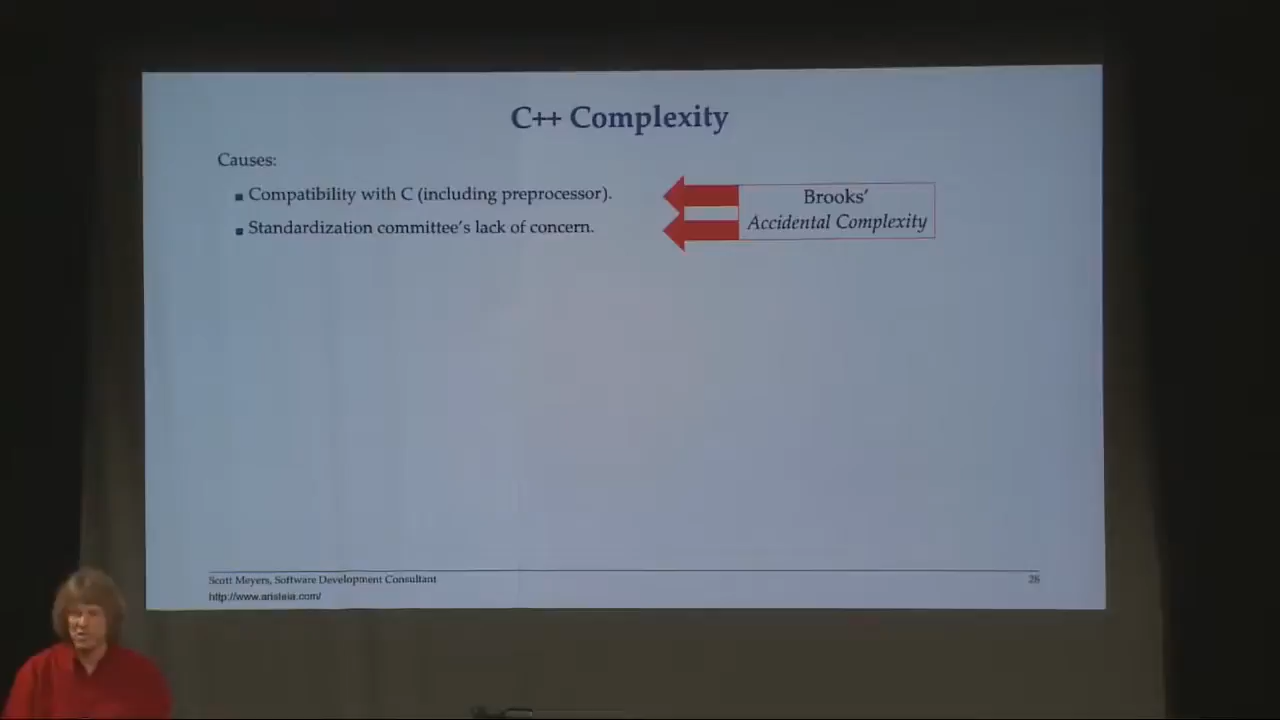 C++ Complexity
Causes:
▪ Compatibility with C (including preprocessor).
▪ Standardization committee's lack of concern.
Brooks'
Accidental Complexity
Scott Meyers, Software Development Consultant
http://www.aristeia.com/
26